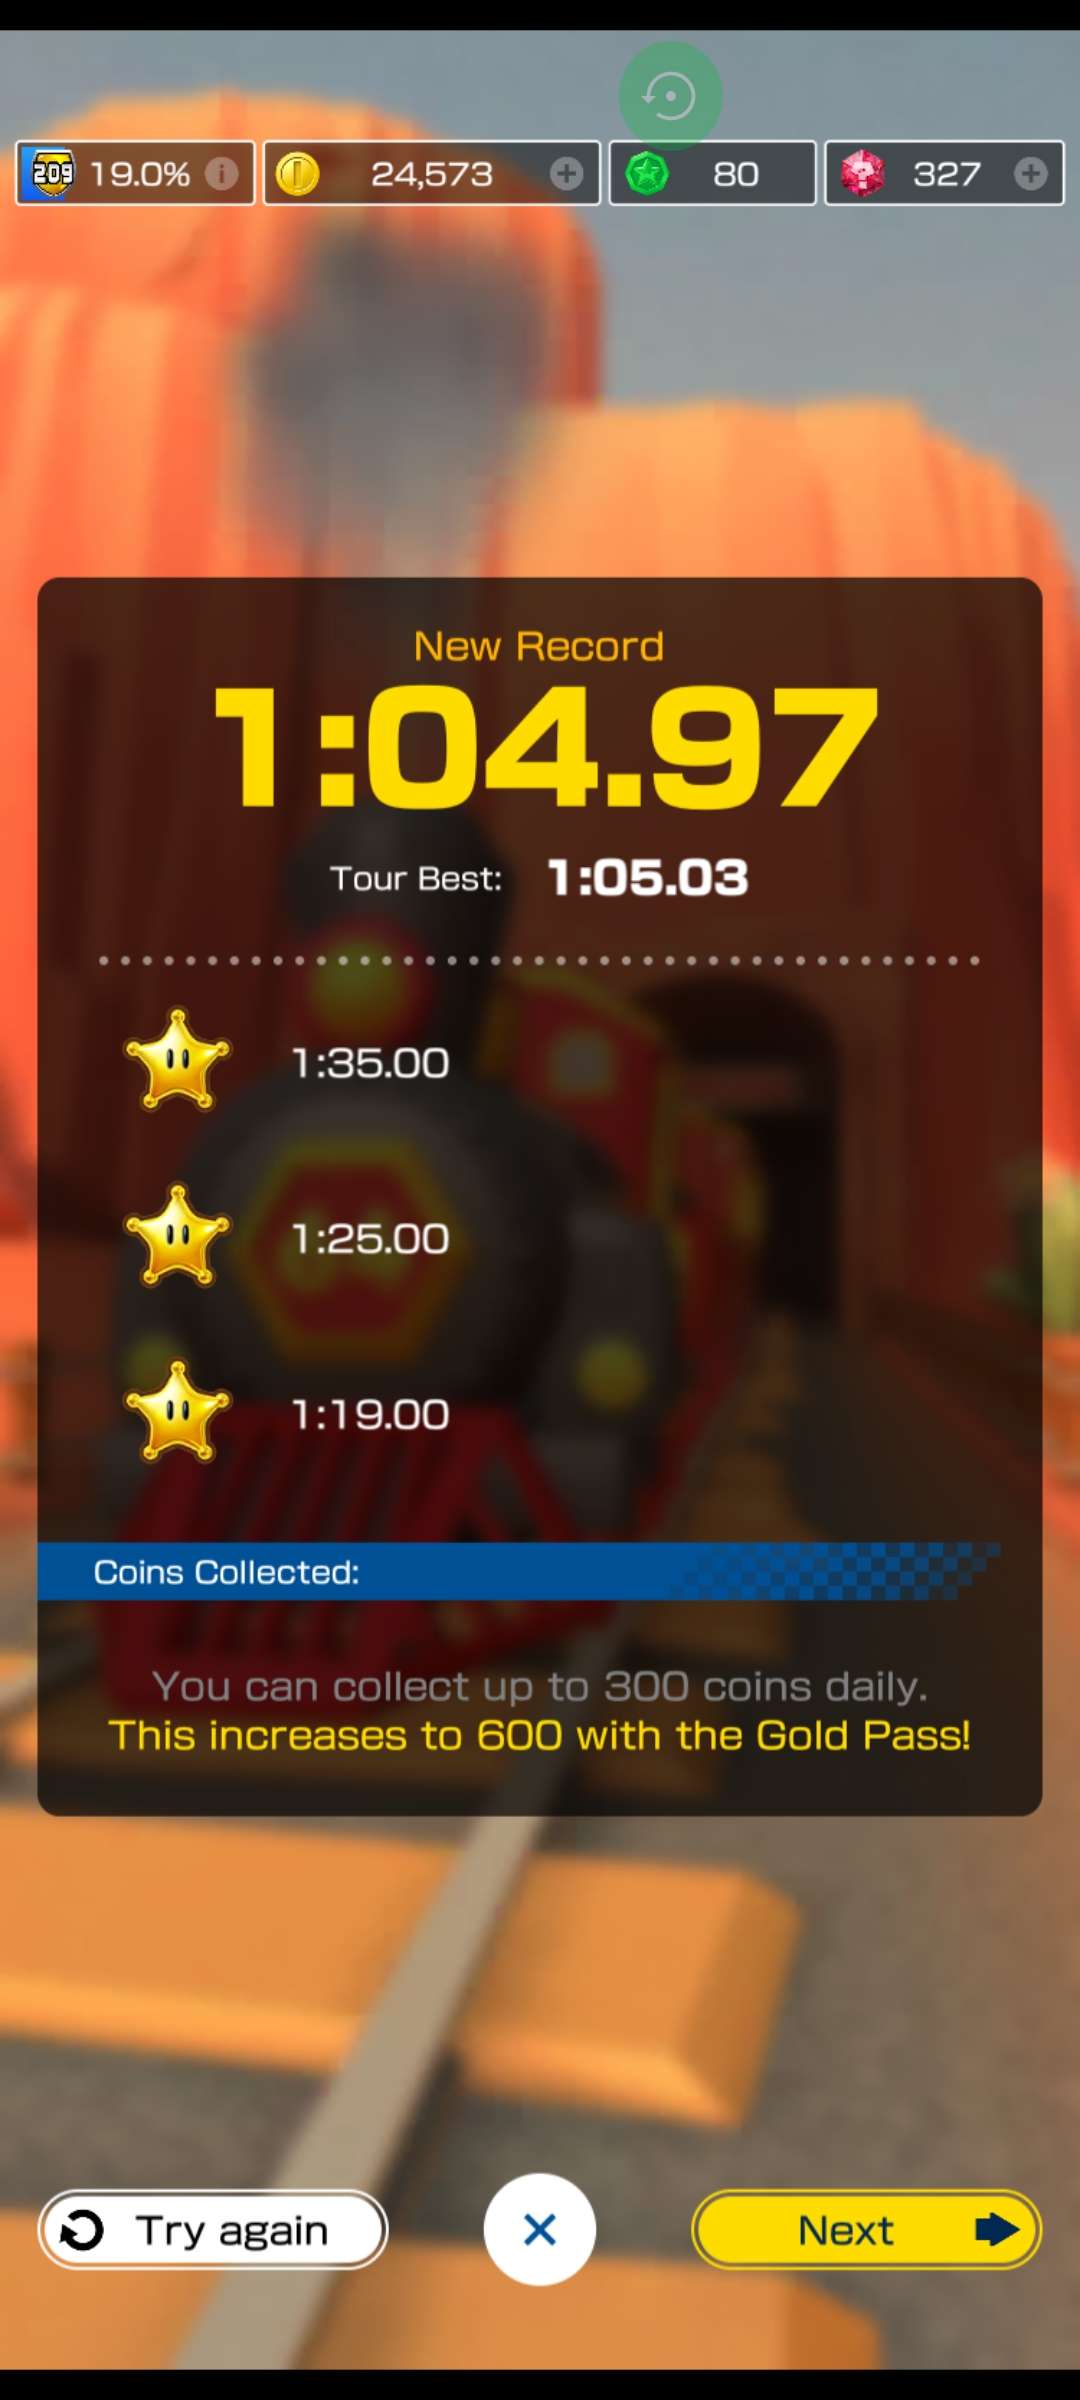 209 19.0% i 24,573 + 80 327 +
New Record
1:04.97
Tour Best: 1:05.03
1:35.00
1:25.00
1:19.00
Coins Collected:
You can collect up to 300 coins daily.
This increases to 600 with the Gold Pass!
Try again × Next